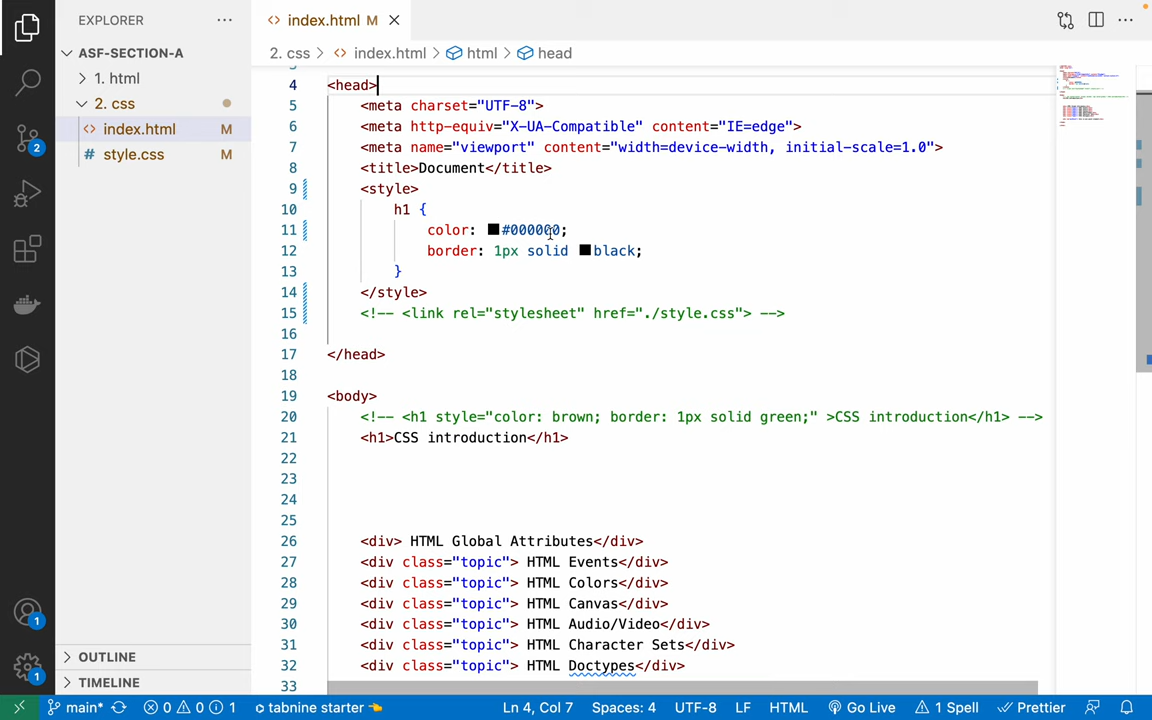 EXPLORER ···
ASF-SECTION-A
1. html
2. css
index.html M
style.css M
OUTLINE
TIMELINE
2
1
1
index.html M
2. css > index.html > html > head
3
4 <head>
5 <meta charset="UTF-8">
6 <meta http-equiv="X-UA-Compatible" content="IE=edge">
7 <meta name="viewport" content="width=device-width, initial-scale=1.0">
8 <title>Document</title>
9 <style>
10 h1 {
11 color: #000000;
12 border: 1px solid black;
13 }
14 </style>
15 <!-- <link rel="stylesheet" href="./style.css"> -->
16
17 </head>
18
19 <body>
20 <!-- <h1 style="color: brown; border: 1px solid green;" >CSS introduction</h1> -->
21 <h1>CSS introduction</h1>
22
23
24
25
26 <div> HTML Global Attributes</div>
27 <div class="topic"> HTML Events</div>
28 <div class="topic"> HTML Colors</div>
29 <div class="topic"> HTML Canvas</div>
30 <div class="topic"> HTML Audio/Video</div>
31 <div class="topic"> HTML Character Sets</div>
32 <div class="topic"> HTML Doctypes</div>
33
main* 0 0 1 tabnine starter Ln 4, Col 7 Spaces: 4 UTF-8 LF HTML Go Live 1 Spell Prettier